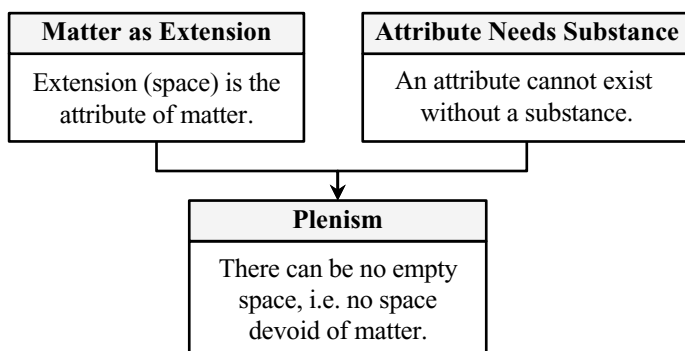 Matter as Extension
Extension (space) is the
attribute of matter.
Attribute Needs Substance
An attribute cannot exist
without a substance.
Plenism
There can be no empty
space, i.e. no space
devoid of matter.